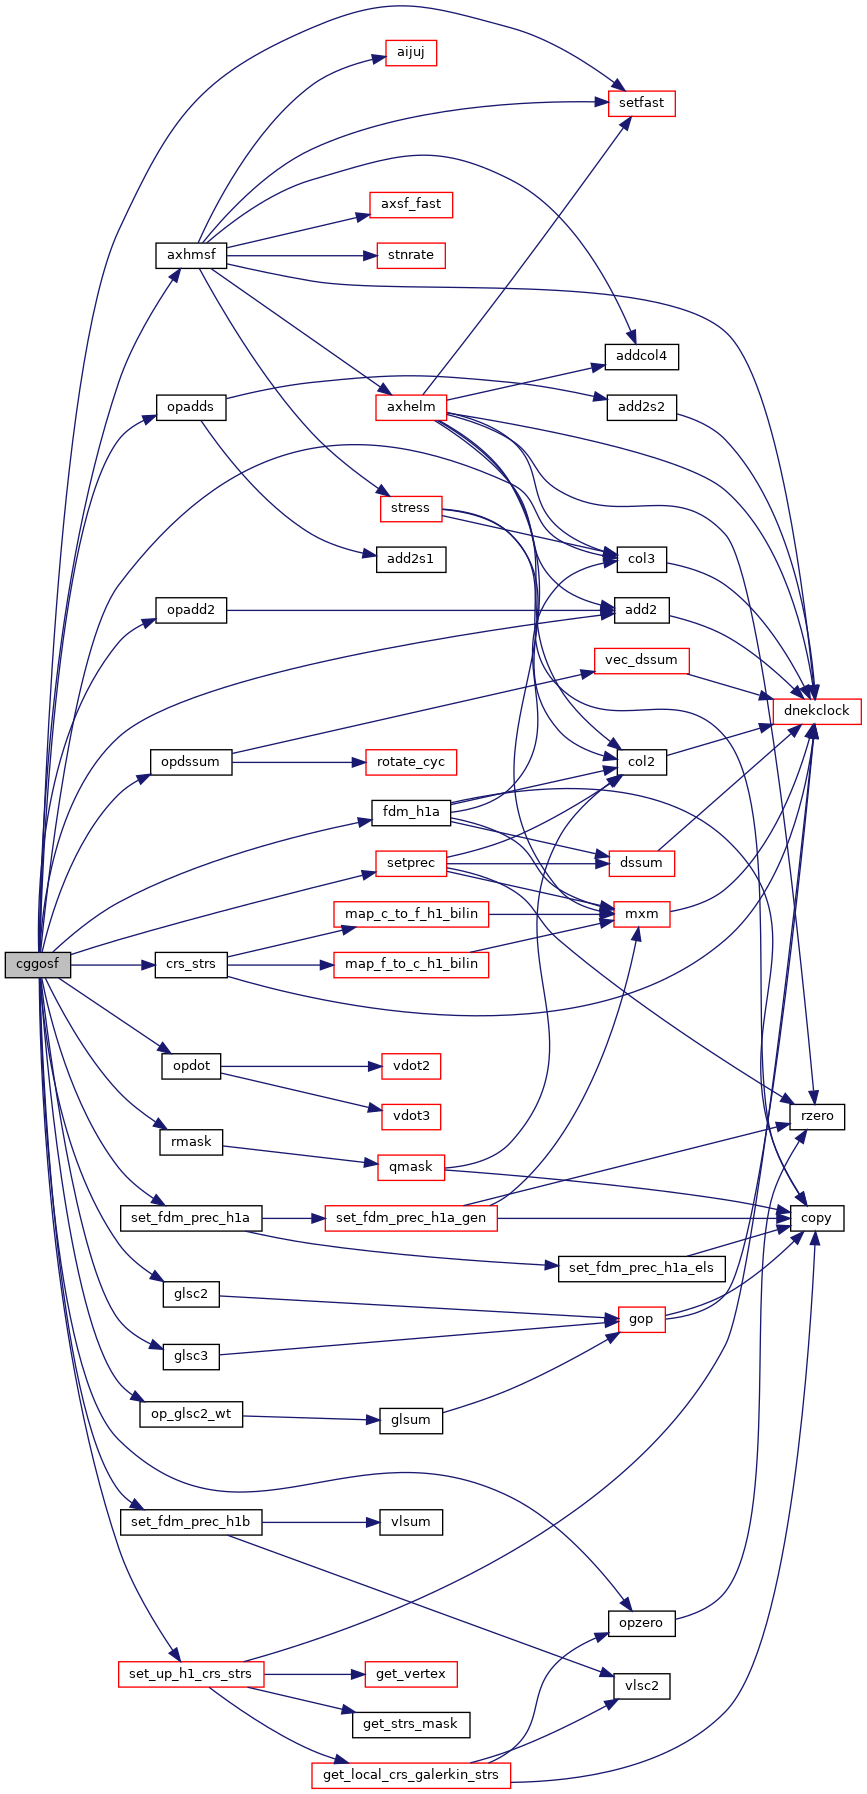 aijuj
setfast
axsf_fast
axhmsf
stnrate
addcol4
axhelm
opadds
add2s2
stress
add2s1
col3
opadd2
add2
vec_dssum
dnekclock
opdssum
rotate_cyc
col2
fdm_h1a
setprec
dssum
map_c_to_f_h1_bilin
mxm
cggosf
crs_strs
map_f_to_c_h1_bilin
opdot
vdot2
vdot3
rzero
rmask
qmask
set_fdm_prec_h1a
set_fdm_prec_h1a_gen
copy
set_fdm_prec_h1a_els
glsc2
gop
glsc3
op_glsc2_wt
glsum
set_fdm_prec_h1b
vlsum
opzero
set_up_h1_crs_strs
get_vertex
vlsc2
get_strs_mask
get_local_crs_galerkin_strs